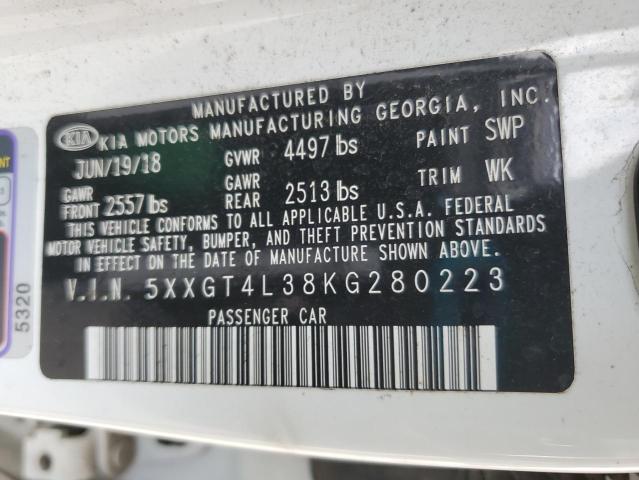 MANUFACTURED BY
KIA KIA MOTORS MANUFACTURING GEORGIA, INC.
JUN/19/18 GVWR 4497 lbs PAINT SWP
GAWR FRONT 2557 lbs GAWR REAR 2513 lbs TRIM WK
THIS VEHICLE CONFORMS TO ALL APPLICABLE U.S.A. FEDERAL
MOTOR VEHICLE SAFETY, BUMPER, AND THEFT PREVENTION STANDARDS
IN EFFECT ON THE DATE OF MANUFACTURE SHOWN ABOVE.
V.I.N. 5XXGT4L38KG280223
PASSENGER CAR
5320